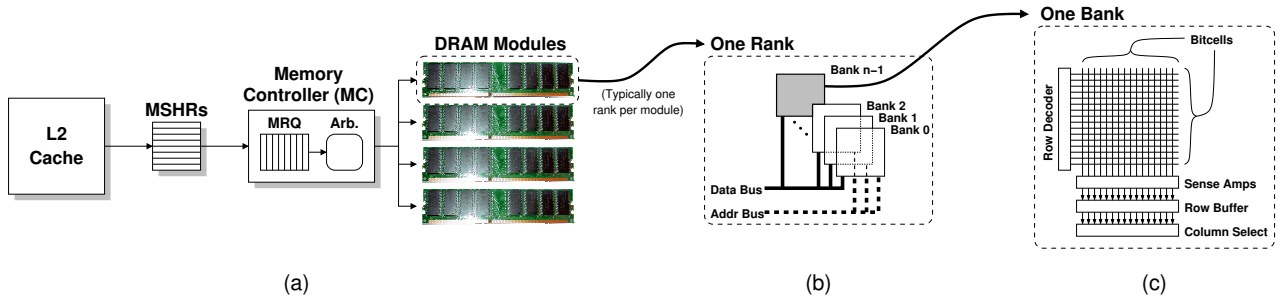 DRAM Modules
One Rank
One Bank
Memory
Controller (MC)
MSHRs
MRQ
Arb.
L2
Cache
(Typically one
rank per module)
Bank n−1
Bank 2
Bank 1
Bank 0
Data Bus
Addr Bus
Bitcells
Row Decoder
Sense Amps
Row Buffer
Column Select
(a)
(b)
(c)